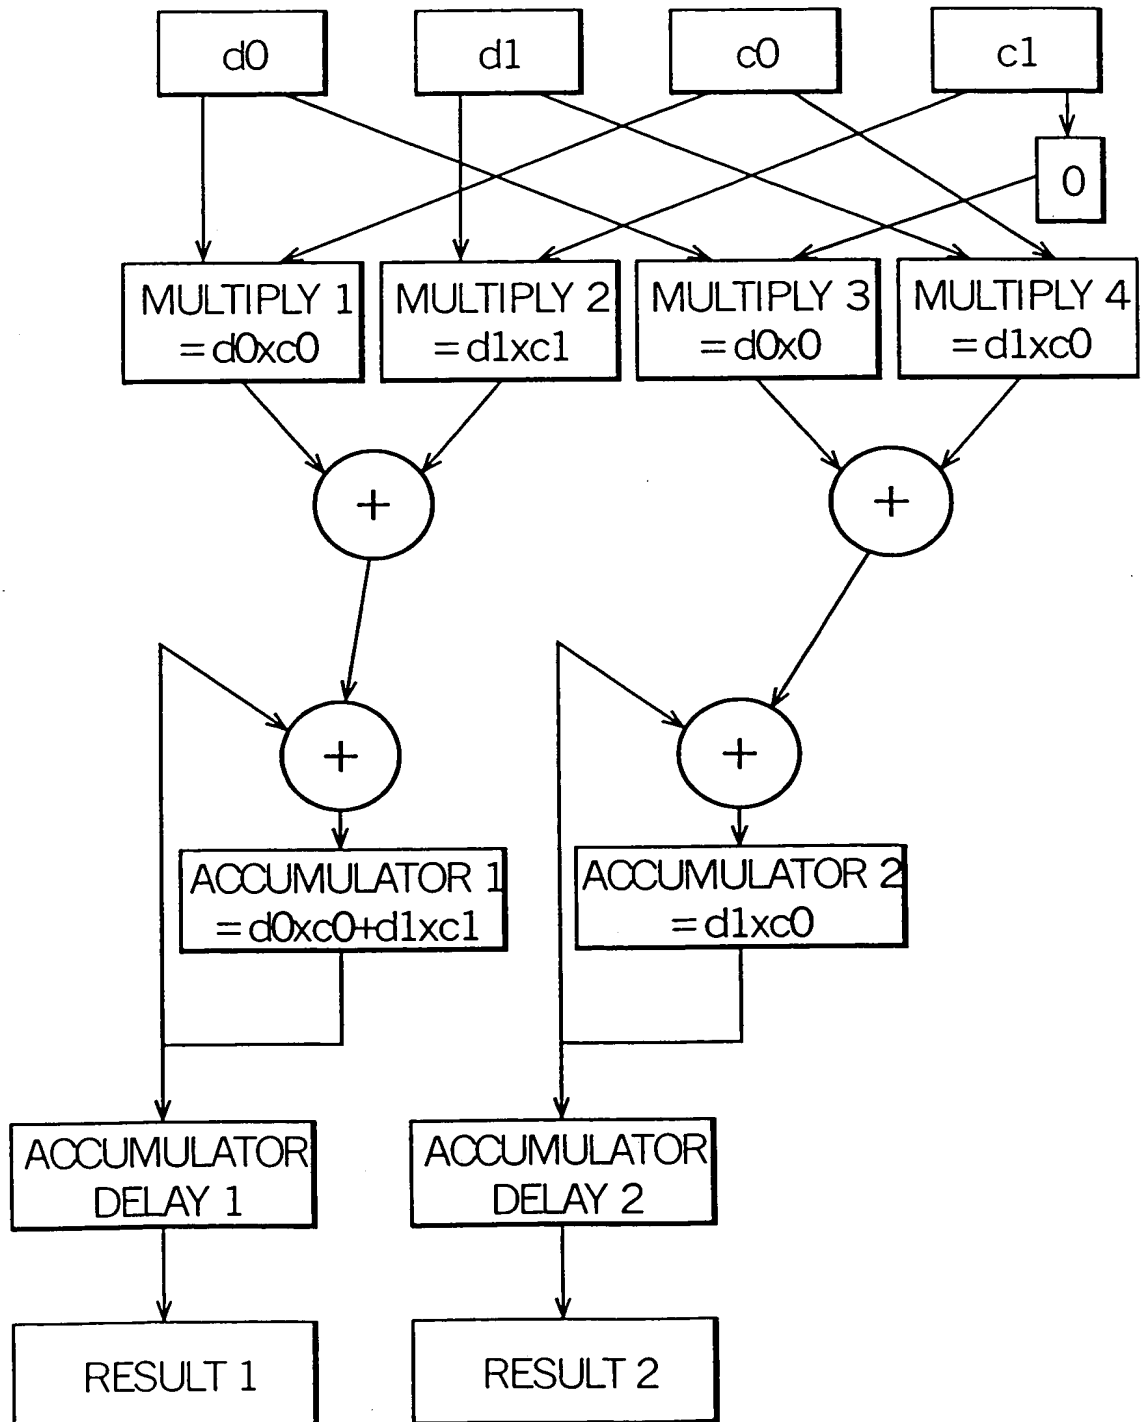 d0
d1
c0
c1
0
MULTIPLY 1
=d0xc0
MULTIPLY 2
=d1xc1
MULTIPLY 3
=d0x0
MULTIPLY 4
=d1xc0
+
+
+
+
ACCUMULATOR 1
=d0xc0+d1xc1
ACCUMULATOR 2
=d1xc0
ACCUMULATOR
DELAY 1
ACCUMULATOR
DELAY 2
RESULT 1
RESULT 2